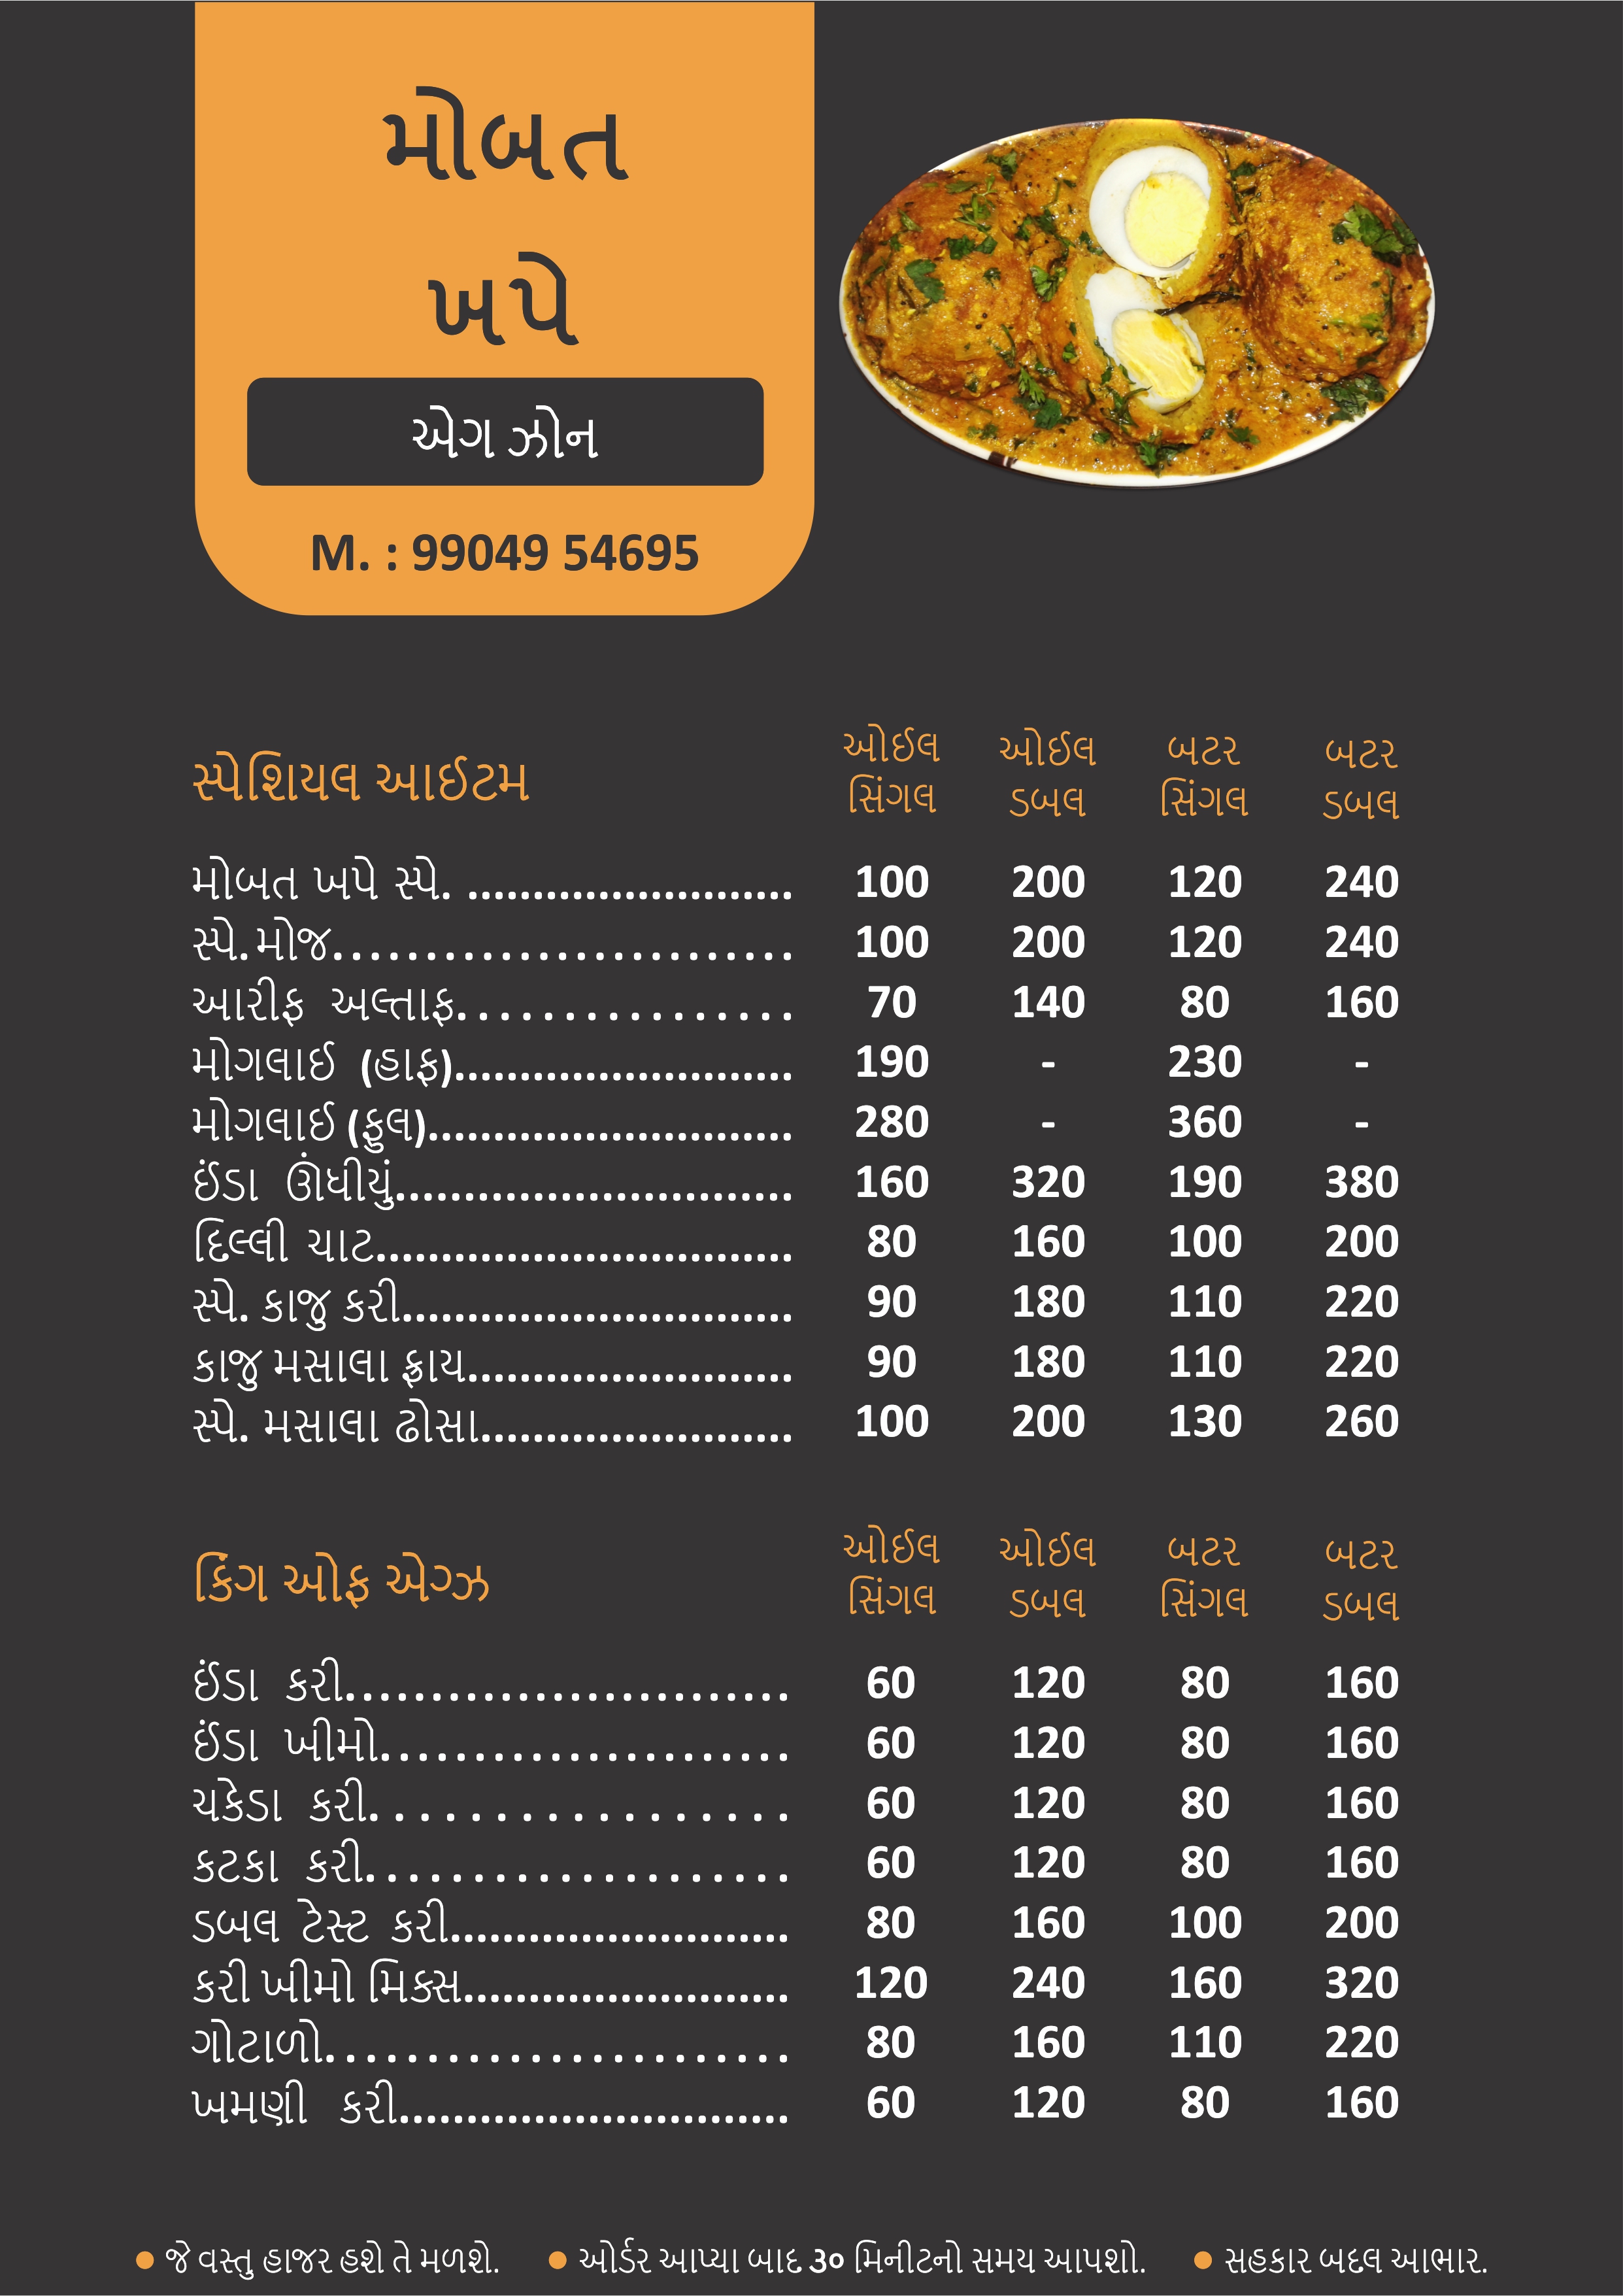 મોબત
ખપે
એગ ઝોન
M. : 99049 54695
સ્પેશિયલ આઈટમ ઓઈલ સિંગલ ઓઈલ ડબલ બટર સિંગલ બટર ડબલ
મોબત ખપે સ્પે. ......................... 100 200 120 240
સ્પે. મોજ......................... 100 200 120 240
આરીફ અલ્તાફ................ 70 140 80 160
મોગલાઈ (હાફ).......................... 190 - 230 -
મોગલાઈ (ફુલ)............................ 280 - 360 -
ઈંડા ઊંધીયું............................. 160 320 190 380
દિલ્લી ચાટ................................ 80 160 100 200
સ્પે. કાજુ કરી.............................. 90 180 110 220
કાજુ મસાલા ફ્રાય......................... 90 180 110 220
સ્પે. મસાલા ઢોસા........................ 100 200 130 260
કિંગ ઓફ એગ્ઝ ઓઈલ સિંગલ ઓઈલ ડબલ બટર સિંગલ બટર ડબલ
ઈંડા કરી.......................... 60 120 80 160
ઈંડા ખીમો...................... 60 120 80 160
ચકેડા કરી................. 60 120 80 160
કટકા કરી.................... 60 120 80 160
ડબલ ટેસ્ટ કરી.......................... 80 160 100 200
કરી ખીમો મિક્સ......................... 120 240 160 320
ગોટાળો....................... 80 160 110 220
ખમણી કરી............................. 60 120 80 160
● જે વસ્તુ હાજર હશે તે મળશે. ● ઓર્ડર આપ્યા બાદ ૩૦ મિનીટનો સમય આપશો. ● સહકાર બદલ આભાર.